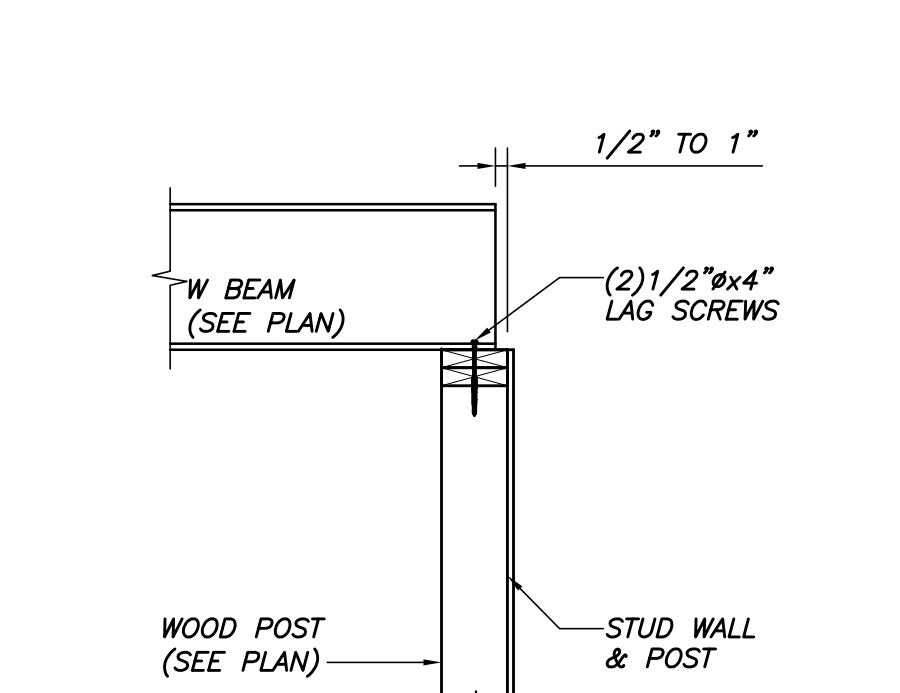 1/2" TO 1"
W BEAM
(SEE PLAN)
(2)1/2"øx4"
LAG SCREWS
WOOD POST
(SEE PLAN)
STUD WALL
& POST